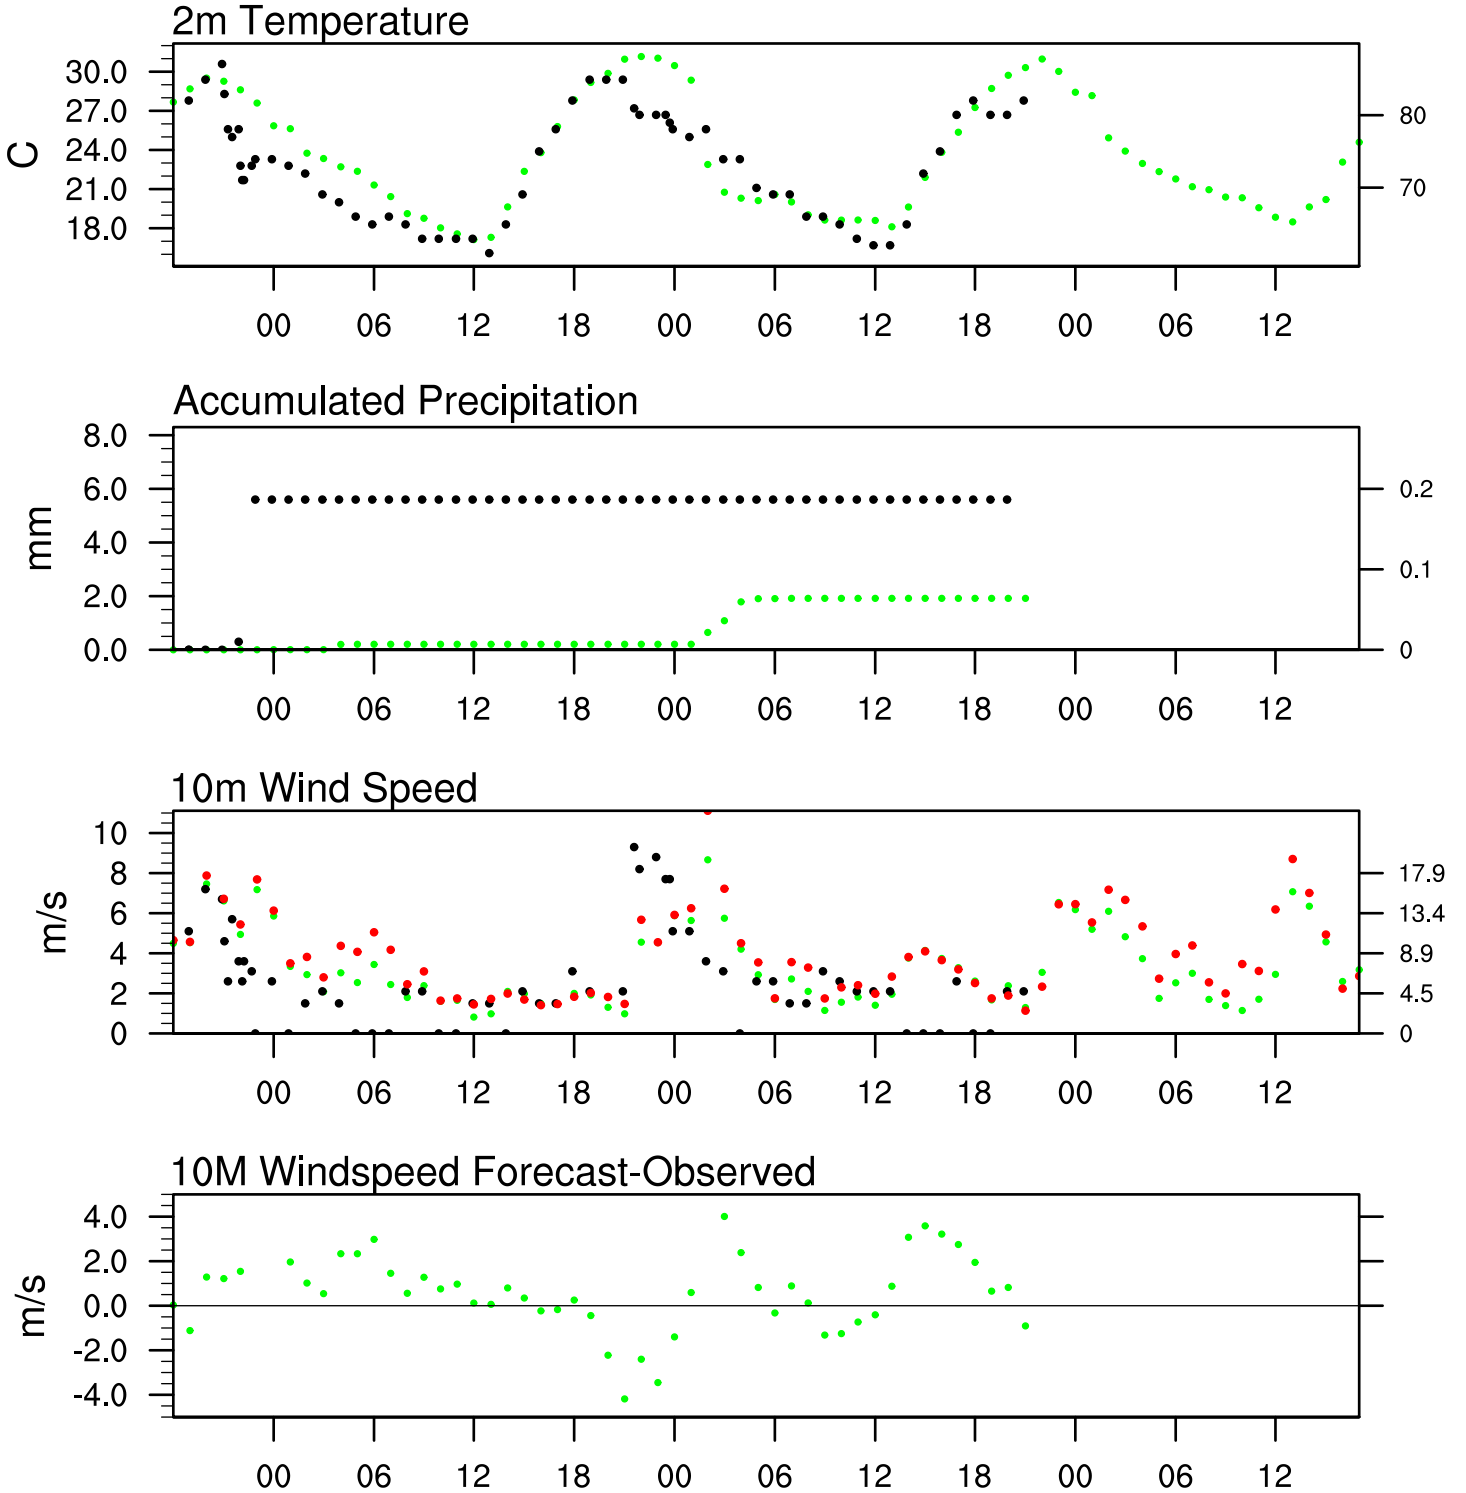 2m Temperature
30.0
27.0
24.0
21.0
18.0
C
80
70
00 06 12 18 00 06 12 18 00 06 12
Accumulated Precipitation
8.0
6.0
4.0
2.0
0.0
mm
0.2
0.1
0
00 06 12 18 00 06 12 18 00 06 12
10m Wind Speed
10
8
6
4
2
0
m/s
17.9
13.4
8.9
4.5
0
00 06 12 18 00 06 12 18 00 06 12
10M Windspeed Forecast-Observed
4.0
2.0
0.0
-2.0
-4.0
m/s
00 06 12 18 00 06 12 18 00 06 12